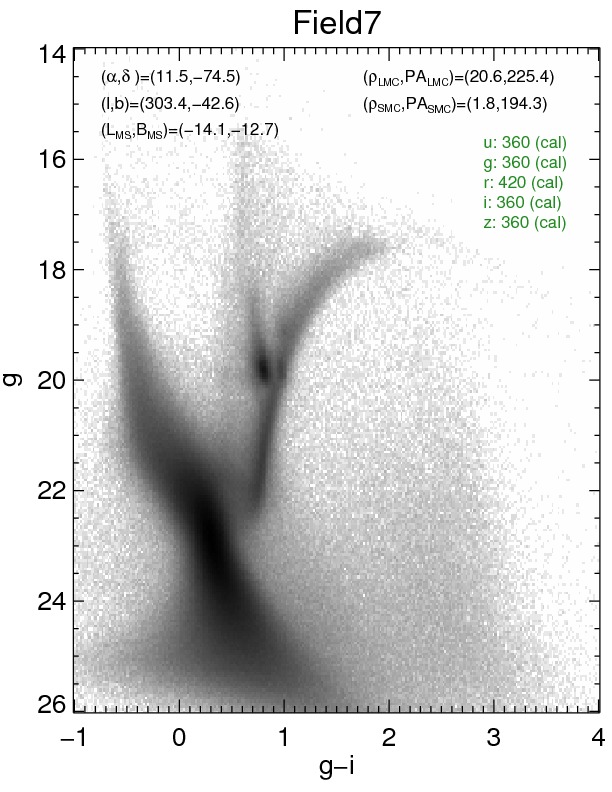 Field7
(α,δ )=(11.5,−74.5)
(ρLMC,PALMC)=(20.6,225.4)
(l,b)=(303.4,−42.6)
(ρSMC,PASMC)=(1.8,194.3)
(LMS,BMS)=(−14.1,−12.7)
u: 360 (cal)
g: 360 (cal)
r: 420 (cal)
i: 360 (cal)
z: 360 (cal)
14
16
18
20
22
24
26
g
−1 0 1 2 3 4
g−i